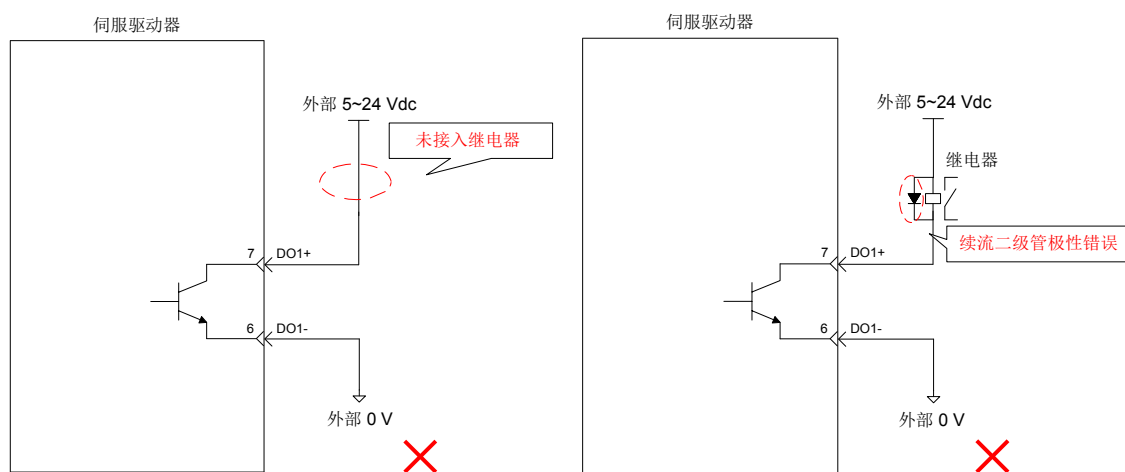 伺服驱动器
外部 5~24 Vdc
未接入继电器
7
DO1+
6
DO1-
外部 0 V
伺服驱动器
外部 5~24 Vdc
继电器
续流二级管极性错误
7
DO1+
6
DO1-
外部 0 V